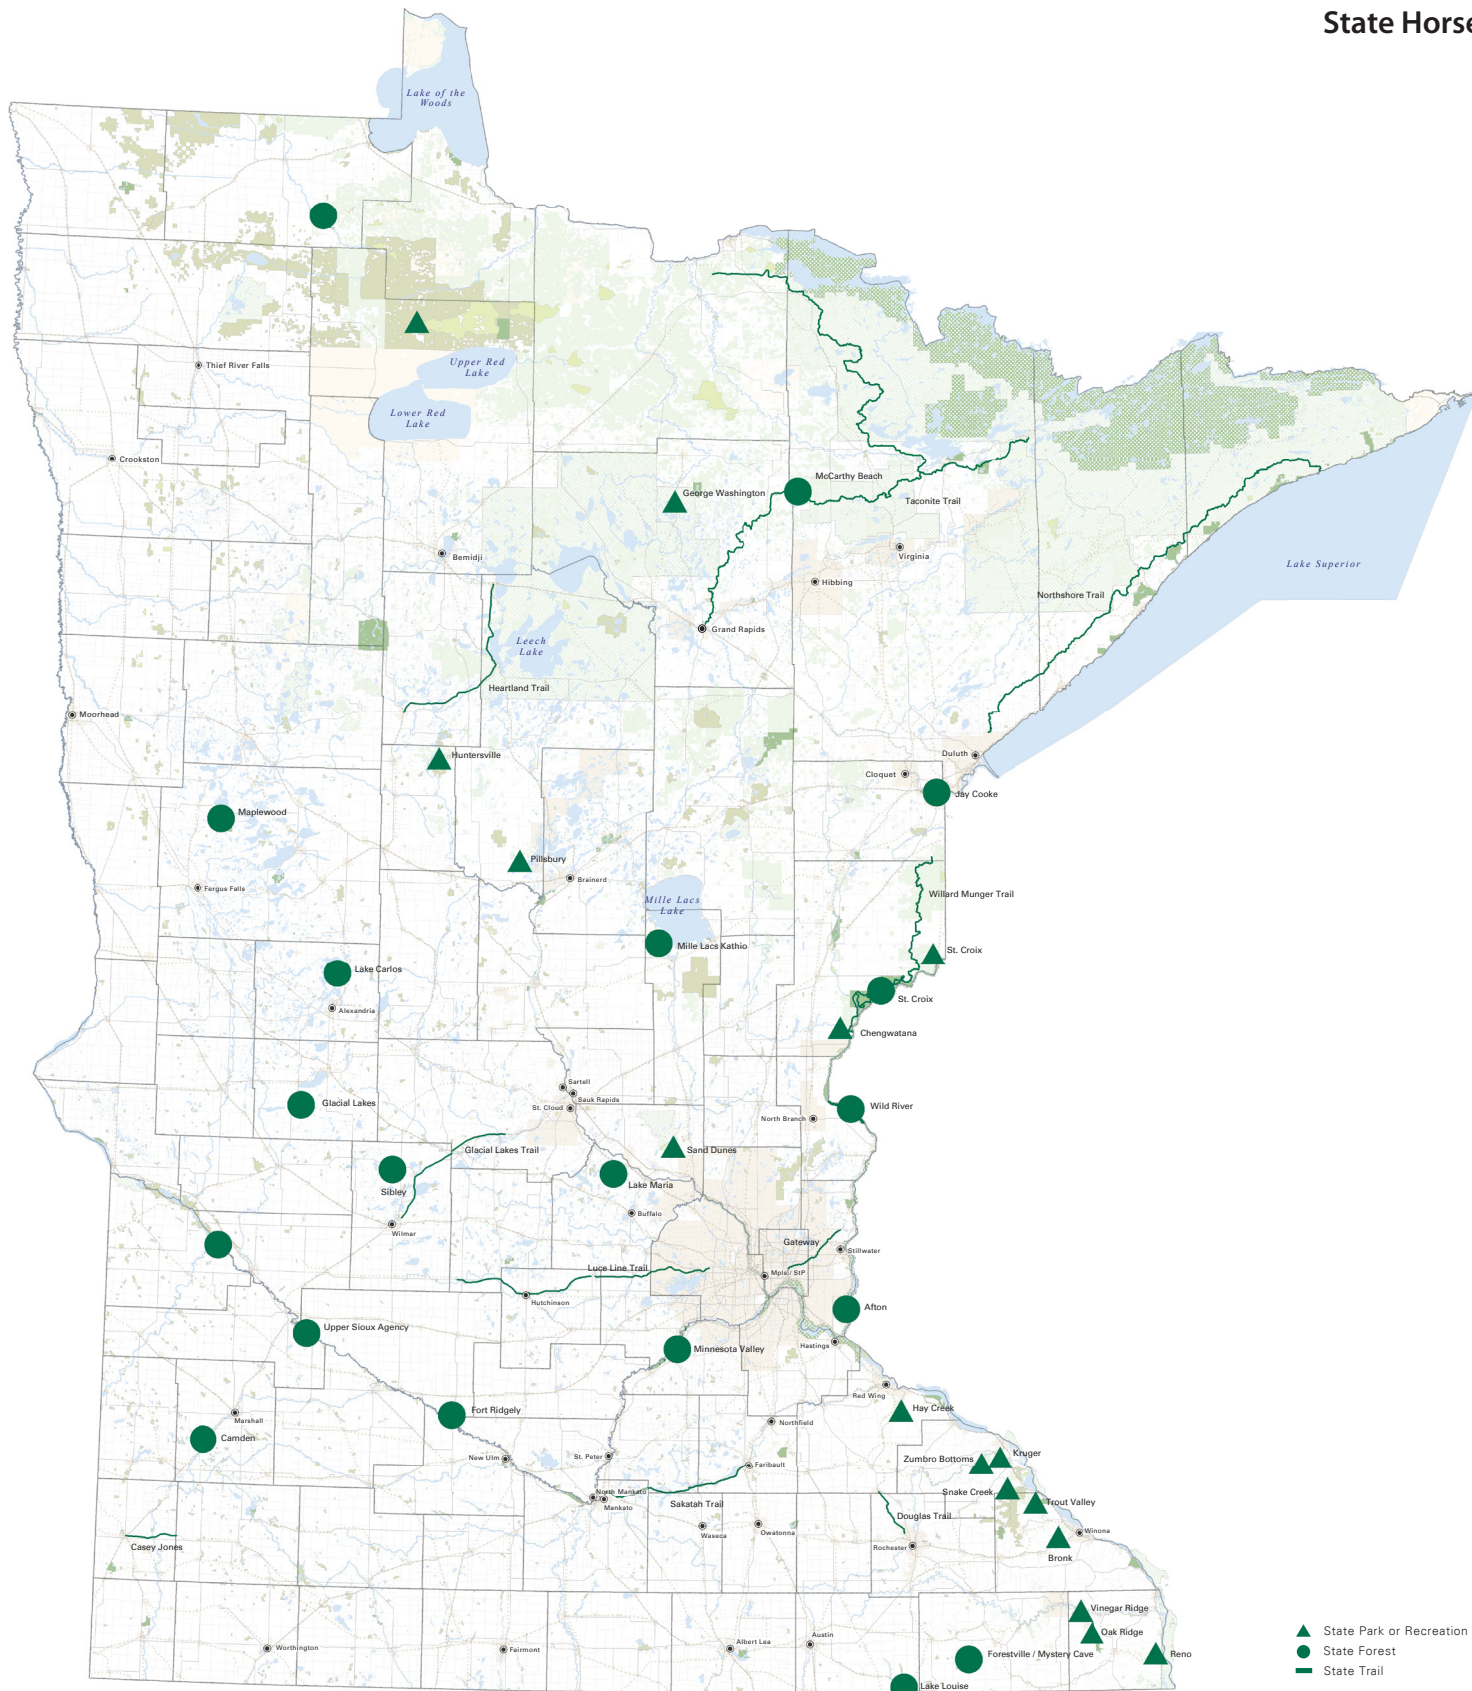 State Horse
Lake of the
Woods
Upper Red
Lake
Thief River Falls
Lower Red
Lake
Crookston
McCarthy Beach
George Washington
Taconite Trail
Bemidji
Virginia
Lake Superior
Hibbing
Northshore Trail
Grand Rapids
Leech
Lake
Heartland Trail
Moorhead
Huntersville
Duluth
Cloquet
Jay Cooke
Maplewood
Pillsbury
Brainerd
Fergus Falls
Willard Munger Trail
Mille Lacs
Lake
Mille Lacs Kathio
St. Croix
Lake Carlos
St. Croix
Alexandria
Chengwatana
Sartell
Sauk Rapids
Glacial Lakes
St. Cloud
Wild River
North Branch
Glacial Lakes Trail
Sand Dunes
Lake Maria
Sibley
Buffalo
Wilmar
Gateway
Stillwater
Luce Line Trail
Mpls / StP
Hutchinson
Afton
Upper Sioux Agency
Minnesota Valley
Hastings
Red Wing
Hay Creek
Fort Ridgely
Marshall
Northfield
Camden
Kruger
New Ulm
St. Peter
Zumbro Bottoms
Faribault
Snake Creek
North Mankato
Mankato
Sakatah Trail
Trout Valley
Douglas Trail
Waseca
Owatonna
Winona
Casey Jones
Rochester
Bronk
Vinegar Ridge
Oak Ridge
State Park or Recreation
Worthington
Fairmont
Albert Lea
Austin
Forestville / Mystery Cave
Reno
State Forest
State Trail
Lake Louise